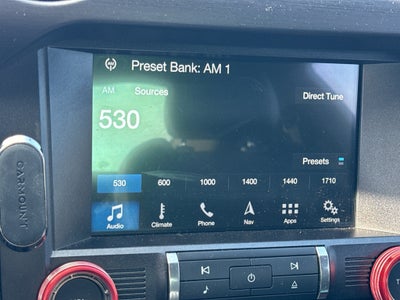 Preset Bank: AM 1
AM Sources Direct Tune
530
Presets
530 600 1000 1400 1440 1710
Audio Climate Phone Nav Apps Settings
CARMOUNT